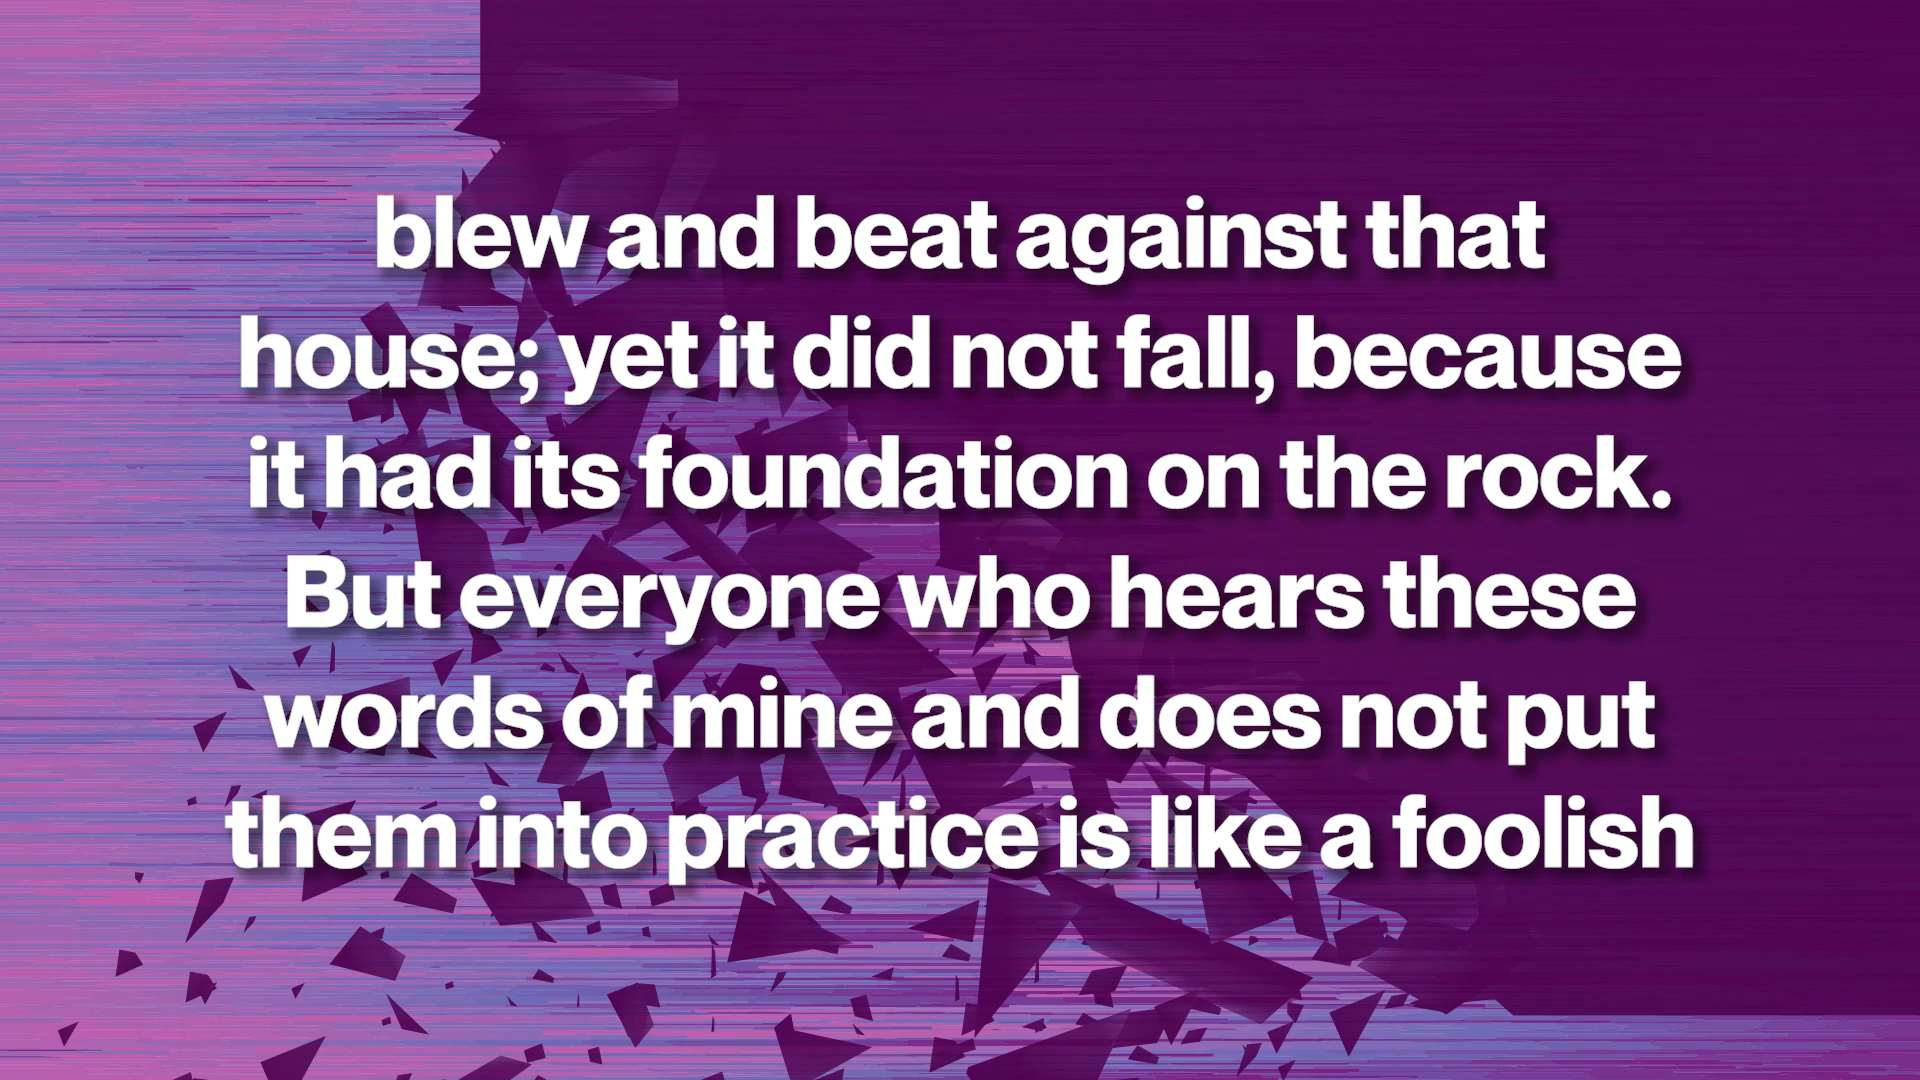 blew and beat against that
house; yet it did not fall, because
it had its foundation on the rock.
But everyone who hears these
words of mine and does not put
them into practice is like a foolish